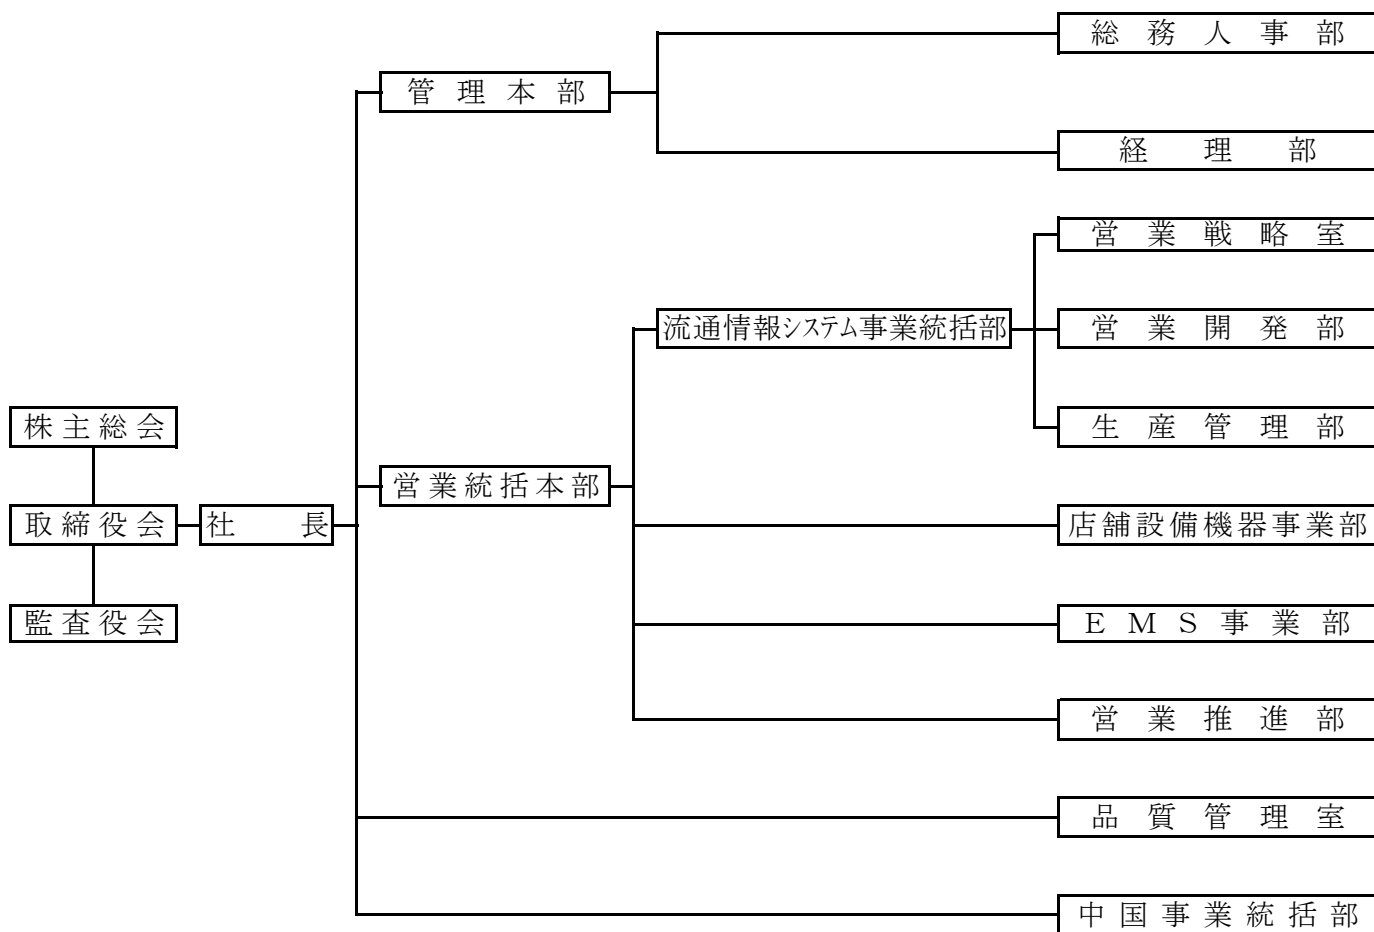 総務人事部
管理本部
経理部
営業戦略室
流通情報システム事業統括部
営業開発部
株主総会
生産管理部
営業統括本部
取締役会
社長
店舗設備機器事業部
監査役会
EMS事業部
営業推進部
品質管理室
中国事業統括部